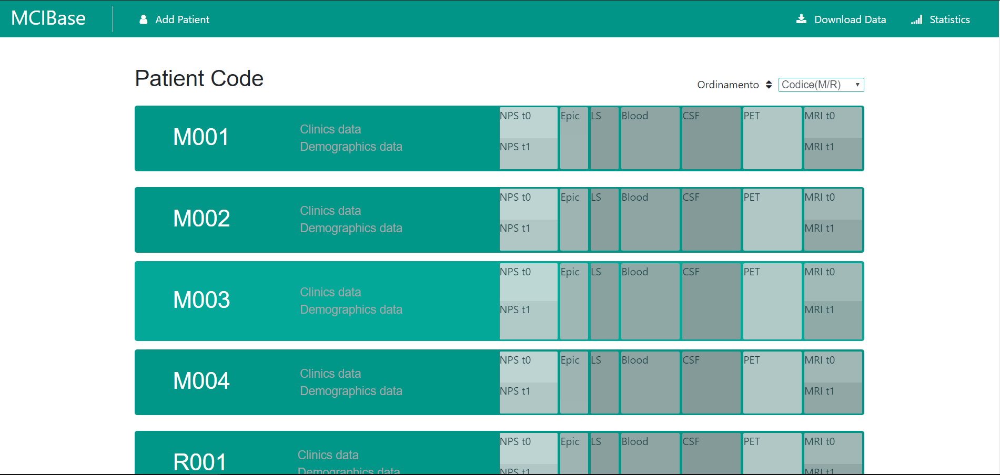 MCIBase Add Patient Download Data Statistics
Patient Code
Ordinamento Codice(M/R)
M001 Clinics data Demographics data NPS t0 NPS t1 Epic LS Blood CSF PET MRI t0 MRI t1
M002 Clinics data Demographics data NPS t0 NPS t1 Epic LS Blood CSF PET MRI t0 MRI t1
M003 Clinics data Demographics data NPS t0 NPS t1 Epic LS Blood CSF PET MRI t0 MRI t1
M004 Clinics data Demographics data NPS t0 NPS t1 Epic LS Blood CSF PET MRI t0 MRI t1
R001 Clinics data Demographics data NPS t0 NPS t1 Epic LS Blood CSF PET MRI t0 MRI t1